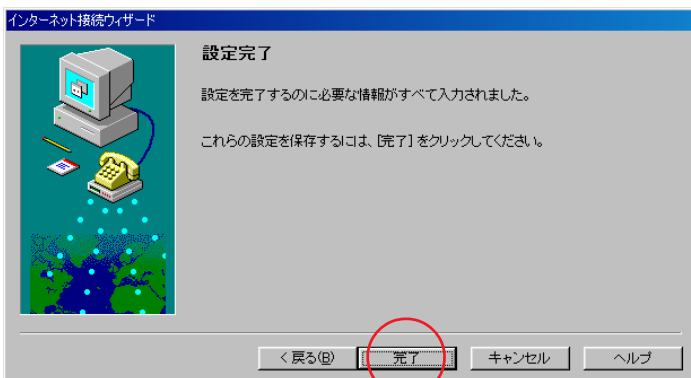 インターネット接続ウィザード
設定完了
設定を完了するのに必要な情報がすべて入力されました。
これらの設定を保存するには、[完了] をクリックしてください。
< 戻る(B)
完了
キャンセル
ヘルプ